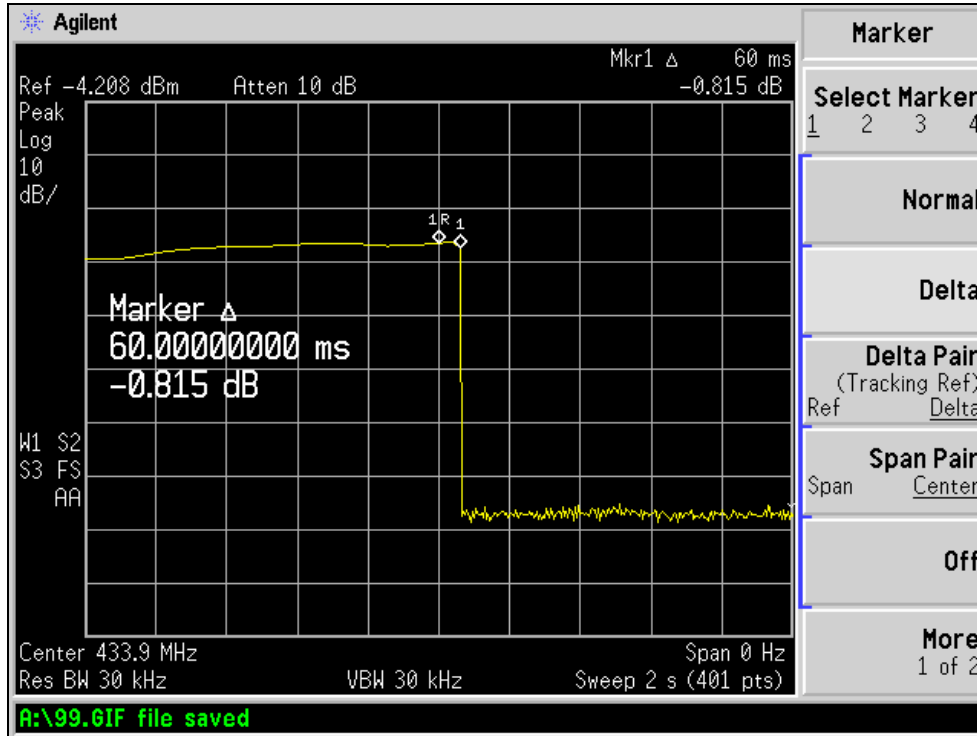 Agilent
Marker
Mkr1 Δ 60 ms
Ref -4.208 dBm Atten 10 dB -0.815 dB
Peak
Log
10
dB/
1R 1
Marker Δ
60.00000000 ms
-0.815 dB
W1 S2
S3 FS
AA
Center 433.9 MHz Span 0 Hz
Res BW 30 kHz VBW 30 kHz Sweep 2 s (401 pts)
A:\99.GIF file saved
Select Marker
1 2 3 4
Normal
Delta
Delta Pair
(Tracking Ref)
Ref Delta
Span Pair
Span Center
Off
More
1 of 2